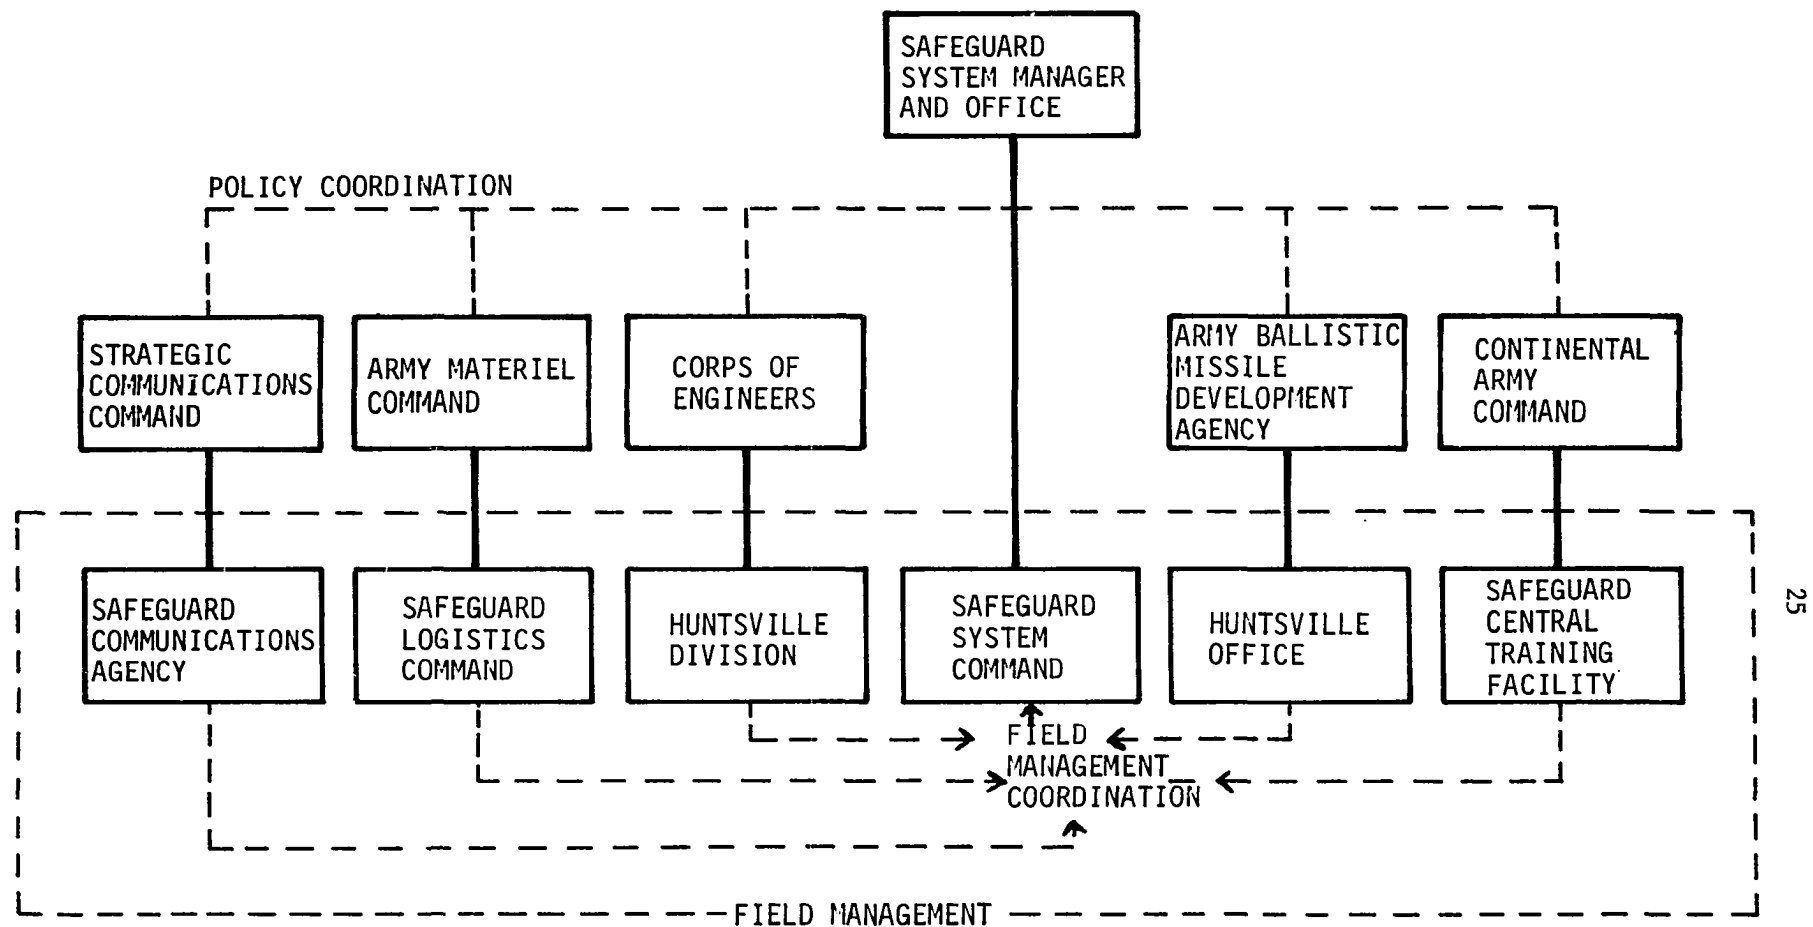 SAFEGUARD
SYSTEM MANAGER
AND OFFICE
POLICY COORDINATION
STRATEGIC
COMMUNICATIONS
COMMAND
ARMY MATERIEL
COMMAND
CORPS OF
ENGINEERS
ARMY BALLISTIC
MISSILE
DEVELOPMENT
AGENCY
CONTINENTAL
ARMY
COMMAND
SAFEGUARD
COMMUNICATIONS
AGENCY
SAFEGUARD
LOGISTICS
COMMAND
HUNTSVILLE
DIVISION
SAFEGUARD
SYSTEM
COMMAND
HUNTSVILLE
OFFICE
SAFEGUARD
CENTRAL
TRAINING
FACILITY
FIELD
MANAGEMENT
COORDINATION
FIELD MANAGEMENT
25